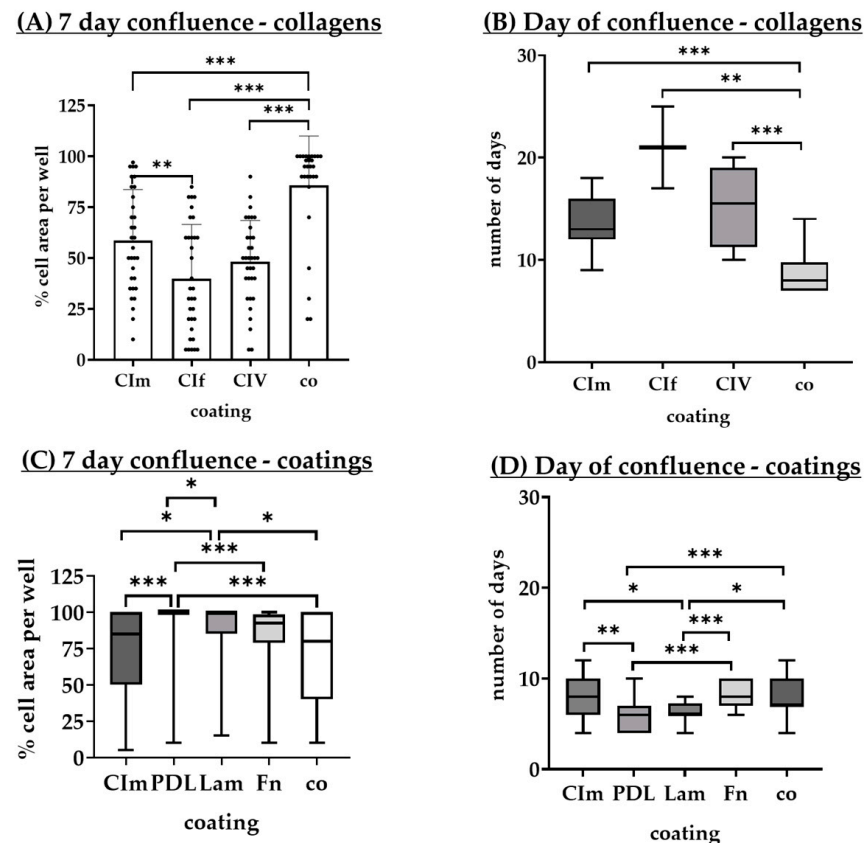 (A) 7 day confluence - collagens
***
***
***
**
125
100
75
50
25
0
% cell area per well
CIm CIf CIV co
coating
(B) Day of confluence - collagens
***
**
***
30
20
10
0
number of days
CIm CIf CIV co
coating
(C) 7 day confluence - coatings
*
* *
***
*** ***
125
100
75
50
25
0
% cell area per well
CIm PDL Lam Fn co
coating
(D) Day of confluence - coatings
***
* *
***
**
***
30
20
10
0
number of days
CIm PDL Lam Fn co
coating